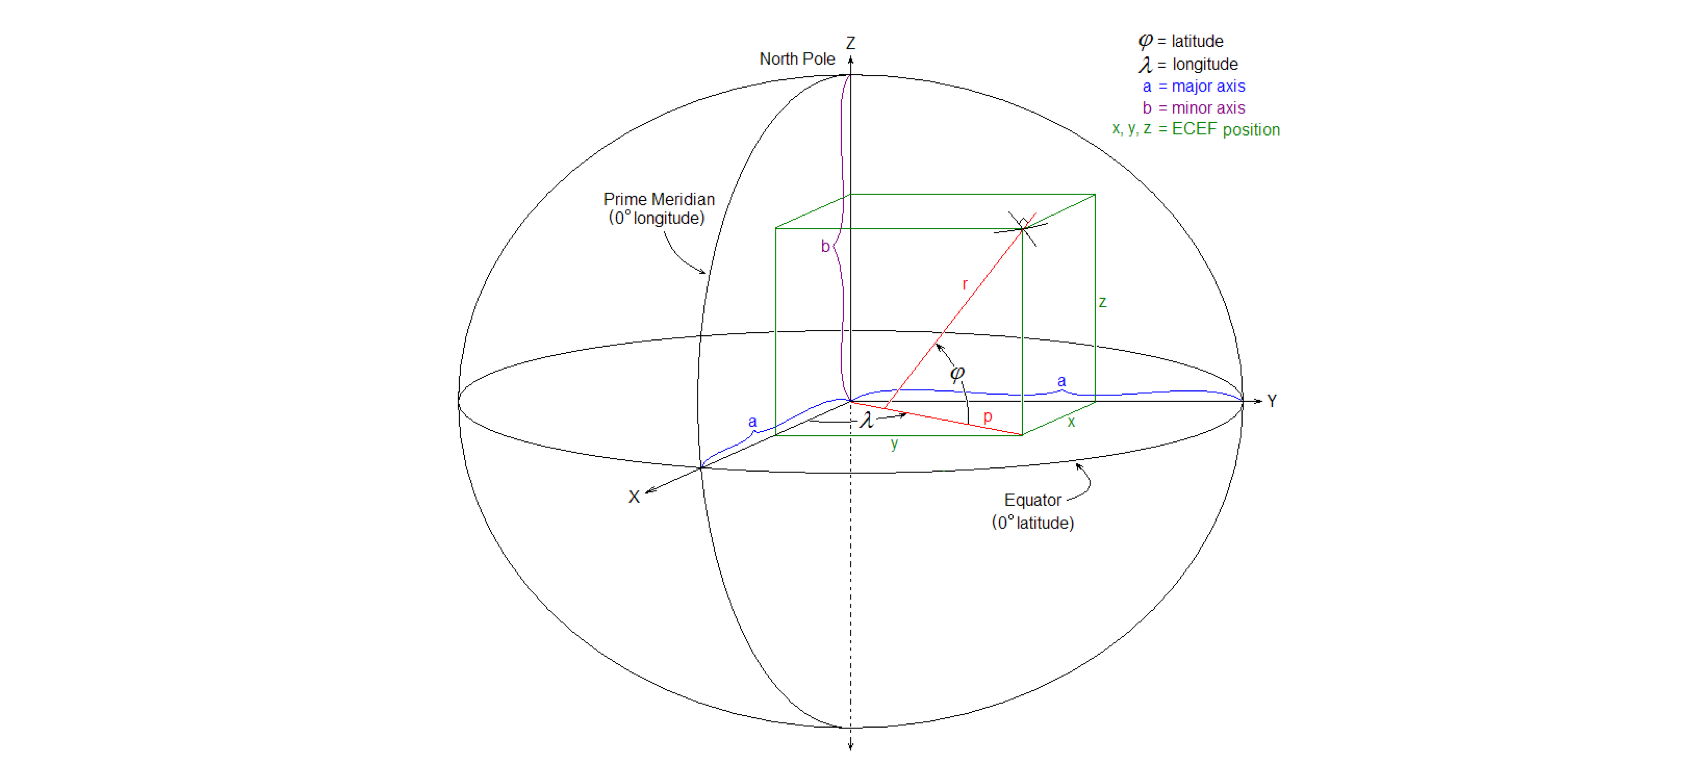 Z
North Pole
φ = latitude
λ = longitude
a = major axis
b = minor axis
x, y, z = ECEF position
Prime Meridian
(0° longitude)
b
r
z
φ
a
Y
a
λ
p
x
y
X
Equator
(0° latitude)